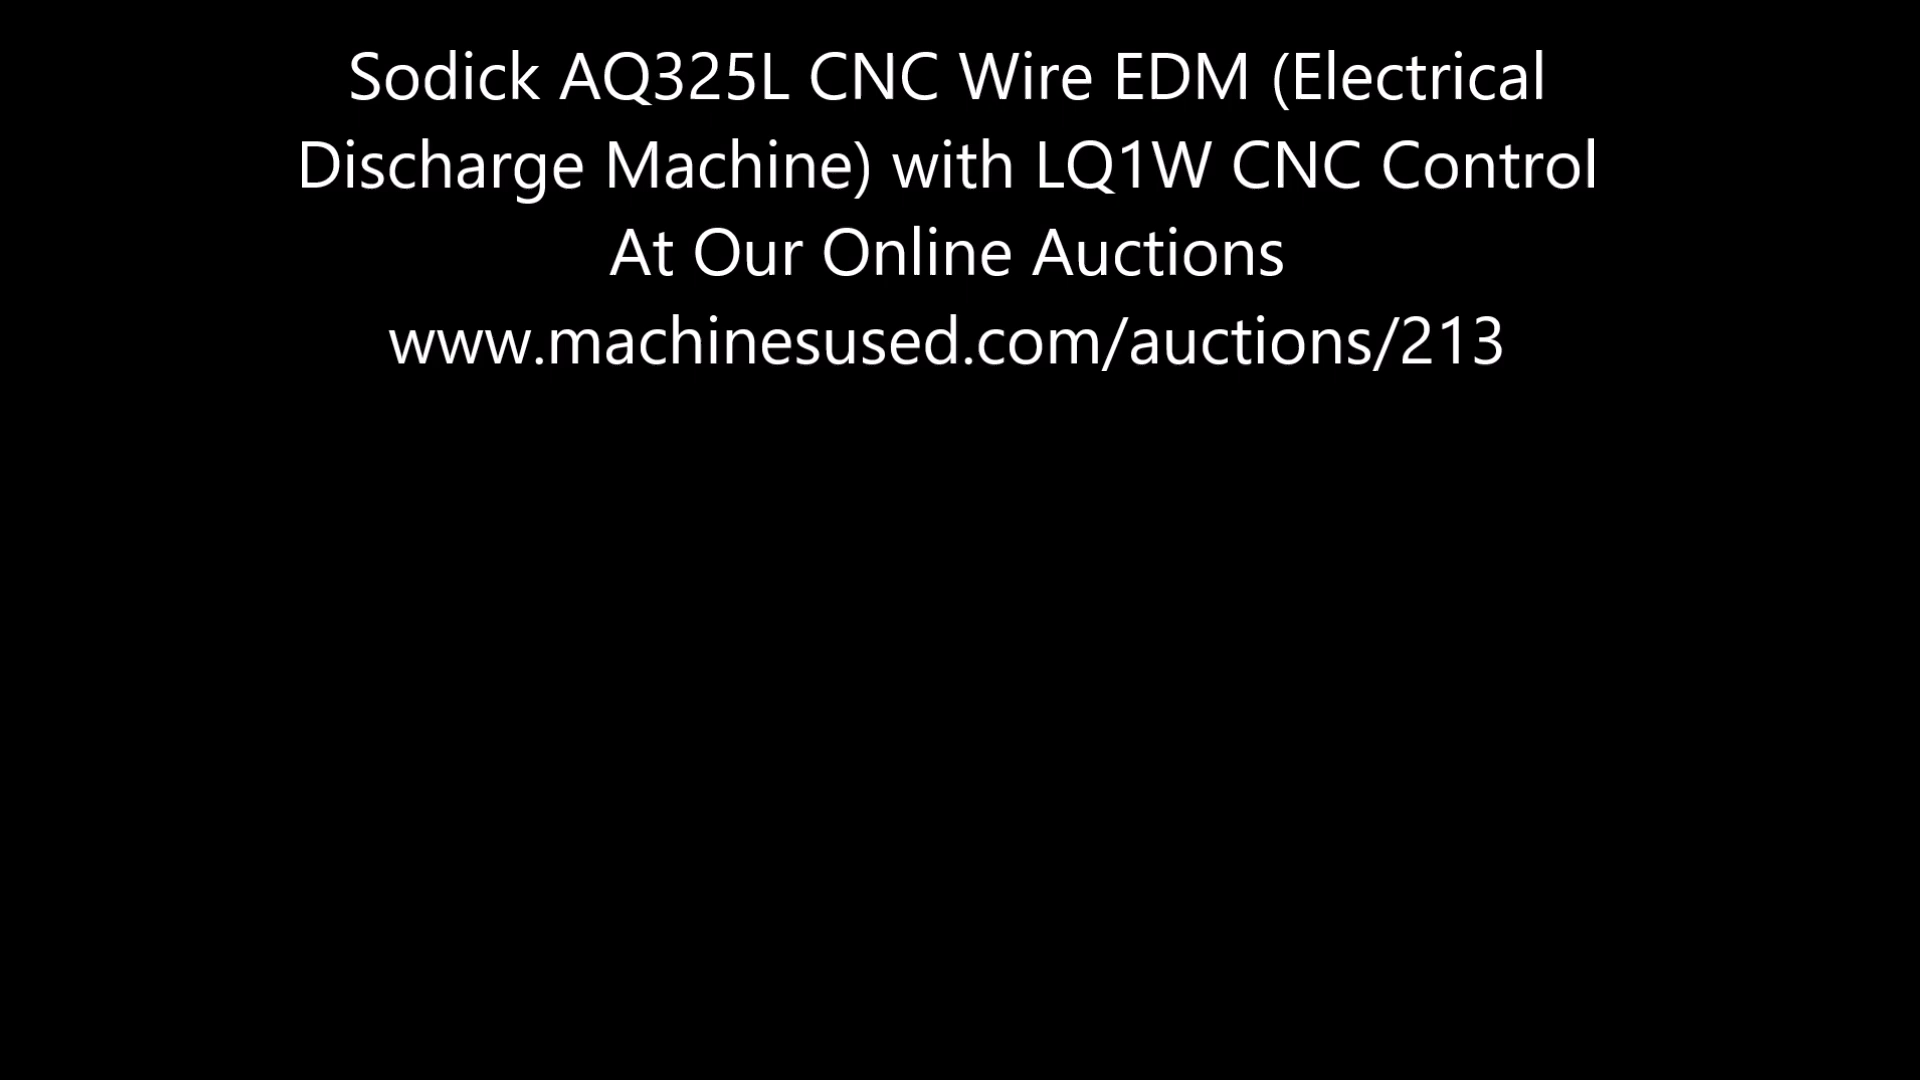 Sodick AQ325L CNC Wire EDM (Electrical
Discharge Machine) with LQ1W CNC Control
At Our Online Auctions
www.machinesused.com/auctions/213